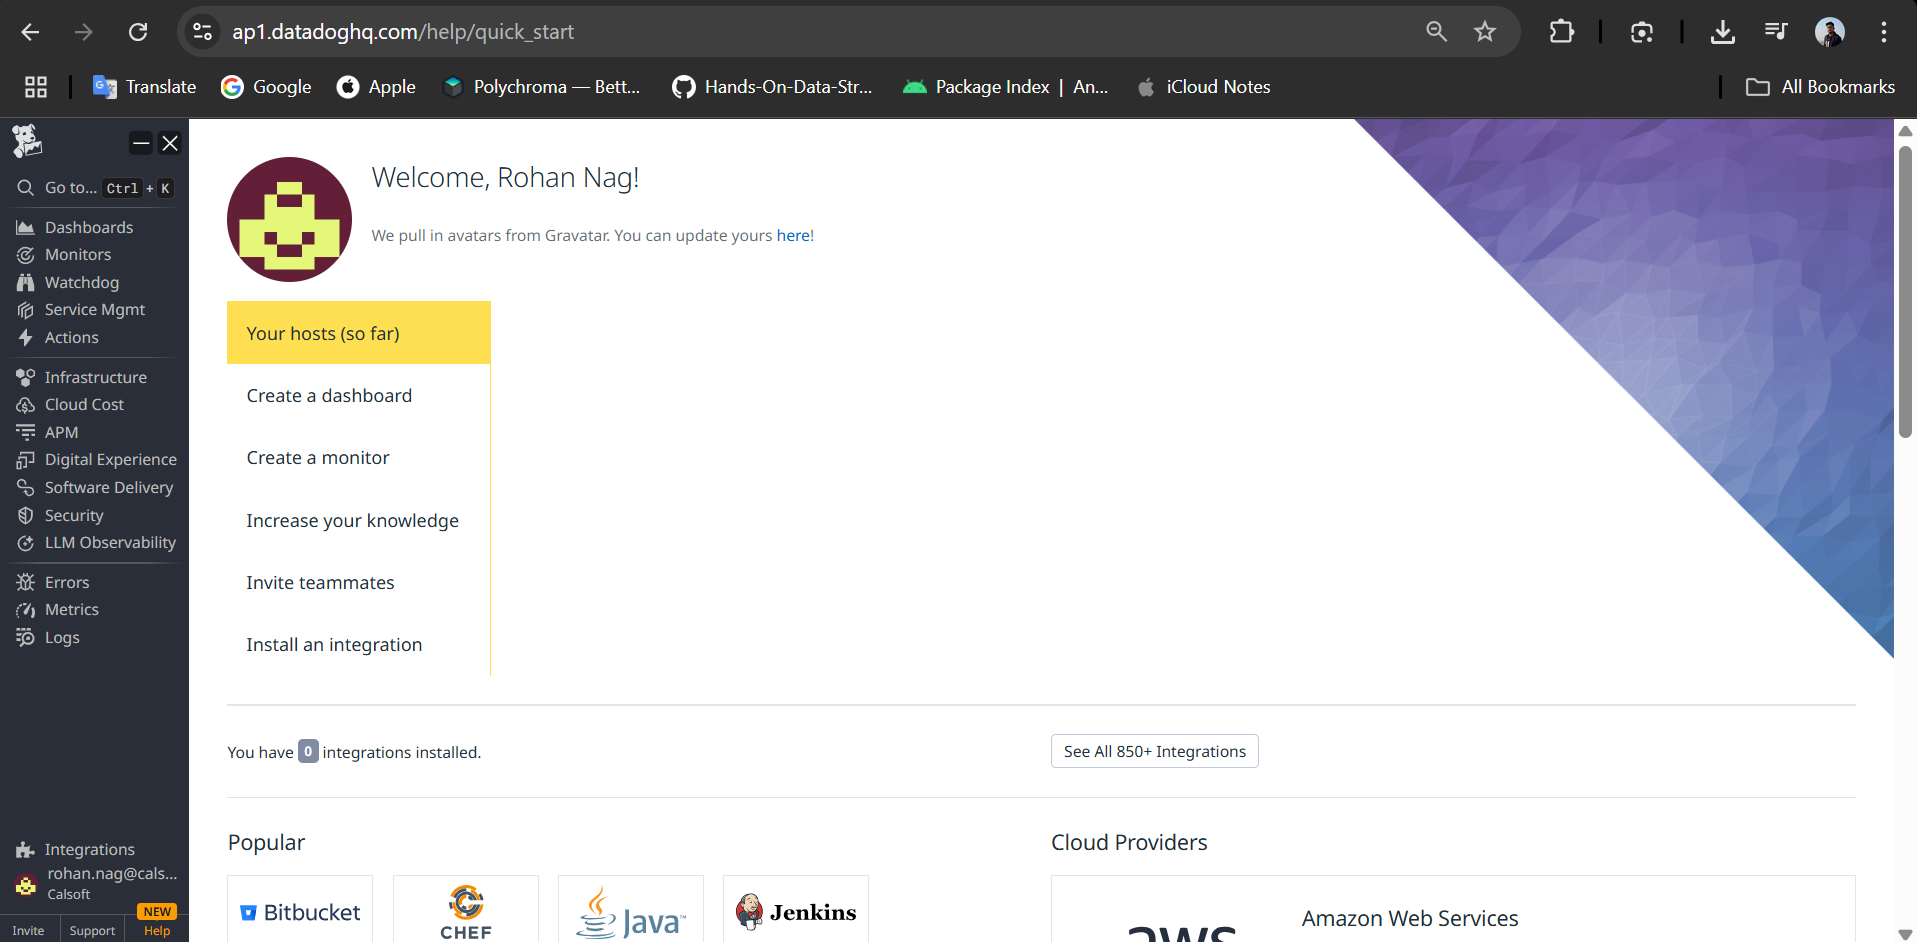 ap1.datadoghq.com/help/quick_start
Translate
Google
Apple
Polychroma — Bett...
Hands-On-Data-Str...
Package Index | An...
iCloud Notes
All Bookmarks
Go to... Ctrl + K
Dashboards
Monitors
Watchdog
Service Mgmt
Actions
Infrastructure
Cloud Cost
APM
Digital Experience
Software Delivery
Security
LLM Observability
Errors
Metrics
Logs
Integrations
rohan.nag@cals...
Calsoft
NEW
Invite
Support
Help
Welcome, Rohan Nag!
We pull in avatars from Gravatar. You can update yours here!
Your hosts (so far)
Create a dashboard
Create a monitor
Increase your knowledge
Invite teammates
Install an integration
You have 0 integrations installed.
See All 850+ Integrations
Popular
Bitbucket
CHEF
Java™
Jenkins
Cloud Providers
aws
Amazon Web Services